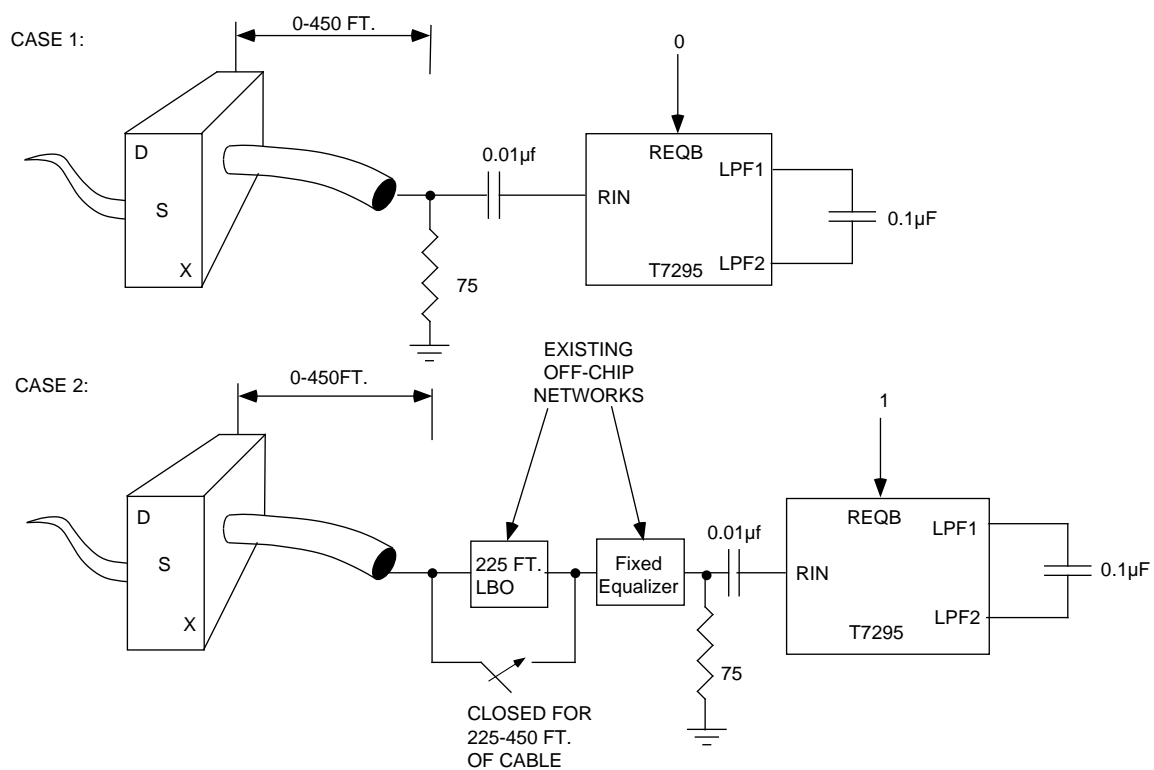 CASE 1:
0-450 FT.
D
S
X
0.01µf
75
0
REQB
RIN
LPF1
LPF2
T7295
0.1µF
CASE 2:
0-450FT.
D
S
X
EXISTING
OFF-CHIP
NETWORKS
225 FT.
LBO
Fixed
Equalizer
CLOSED FOR
225-450 FT.
OF CABLE
0.01µf
75
1
REQB
RIN
LPF1
LPF2
T7295
0.1µF